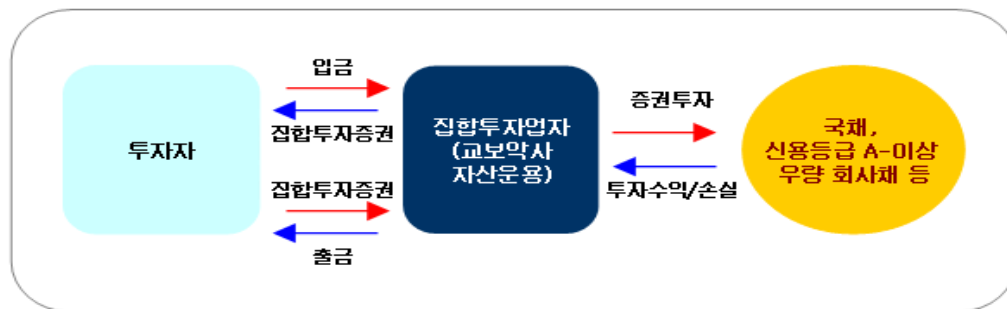 입금
집합투자증권
투자자
집합투자증권
출금
집합투자업자
(교보악사
자산운용)
증권투자
투자수익/손실
국채,
신용등급 A-이상
우량 회사채 등